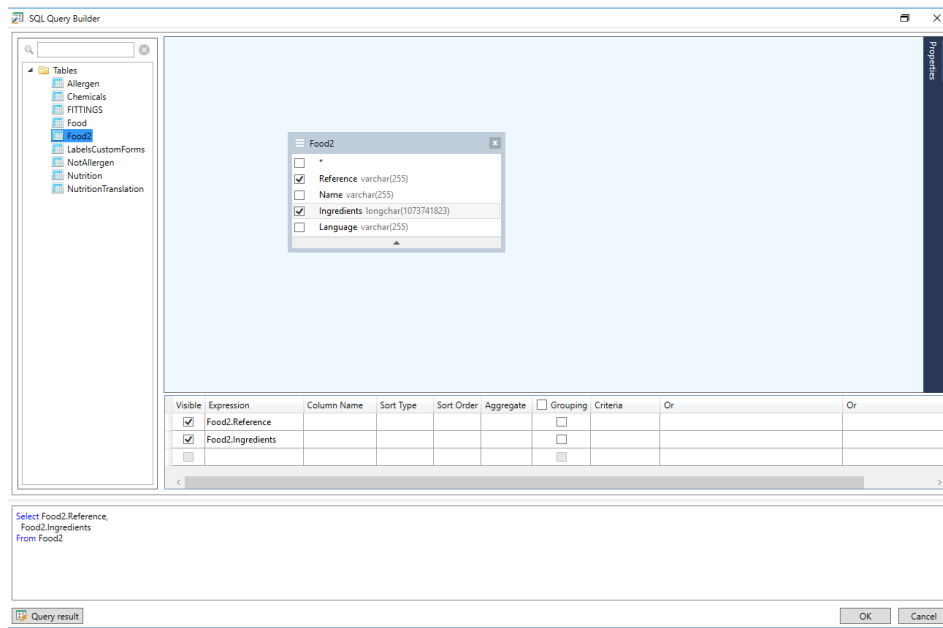 SQL Query Builder
Tables
Allergen
Chemicals
FITTINGS
Food
Food2
LabelsCustomForms
NotAllergen
Nutrition
NutritionTranslation
Properties
Food2
*
Reference varchar(255)
Name varchar(255)
Ingredients longchar(1073741823)
Language varchar(255)
Visible Expression Column Name Sort Type Sort Order Aggregate Grouping Criteria Or Or
Food2.Reference
Food2.Ingredients
Select Food2.Reference,
Food2.Ingredients
From Food2
Query result OK Cancel